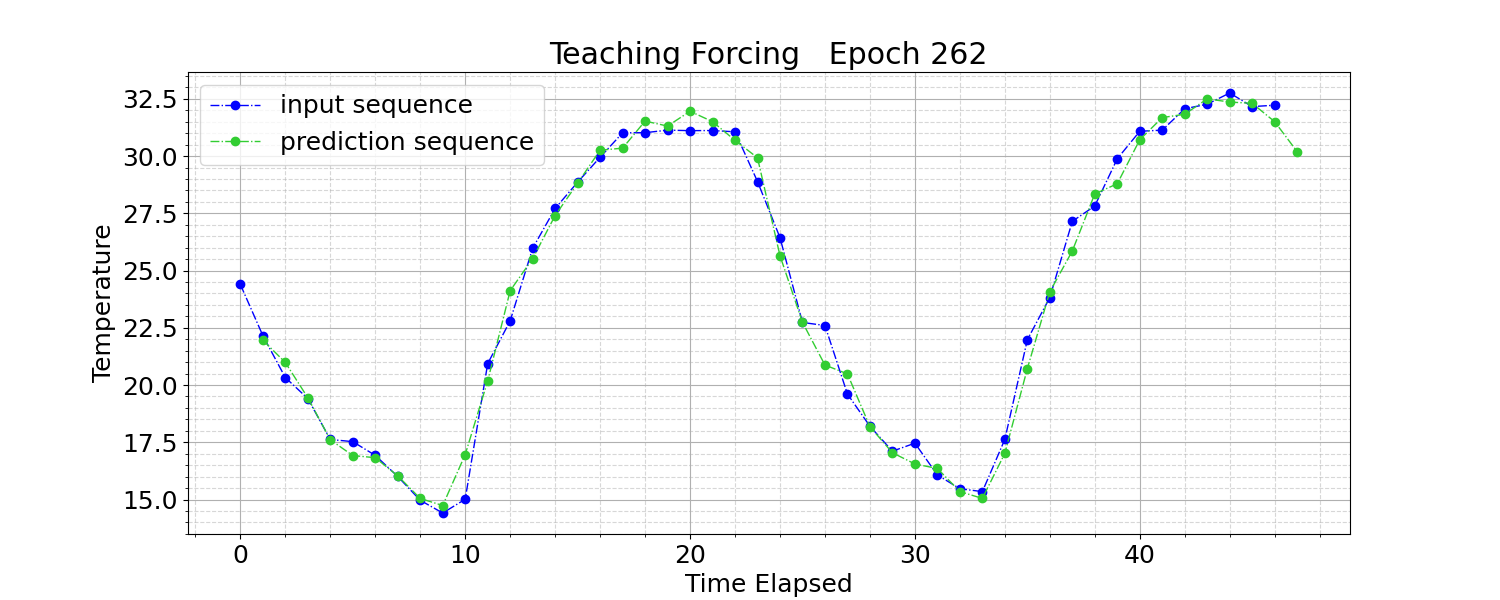 Teaching Forcing   Epoch 262
input sequence
prediction sequence
32.5
30.0
27.5
25.0
22.5
20.0
17.5
15.0
Temperature
0 10 20 30 40
Time Elapsed